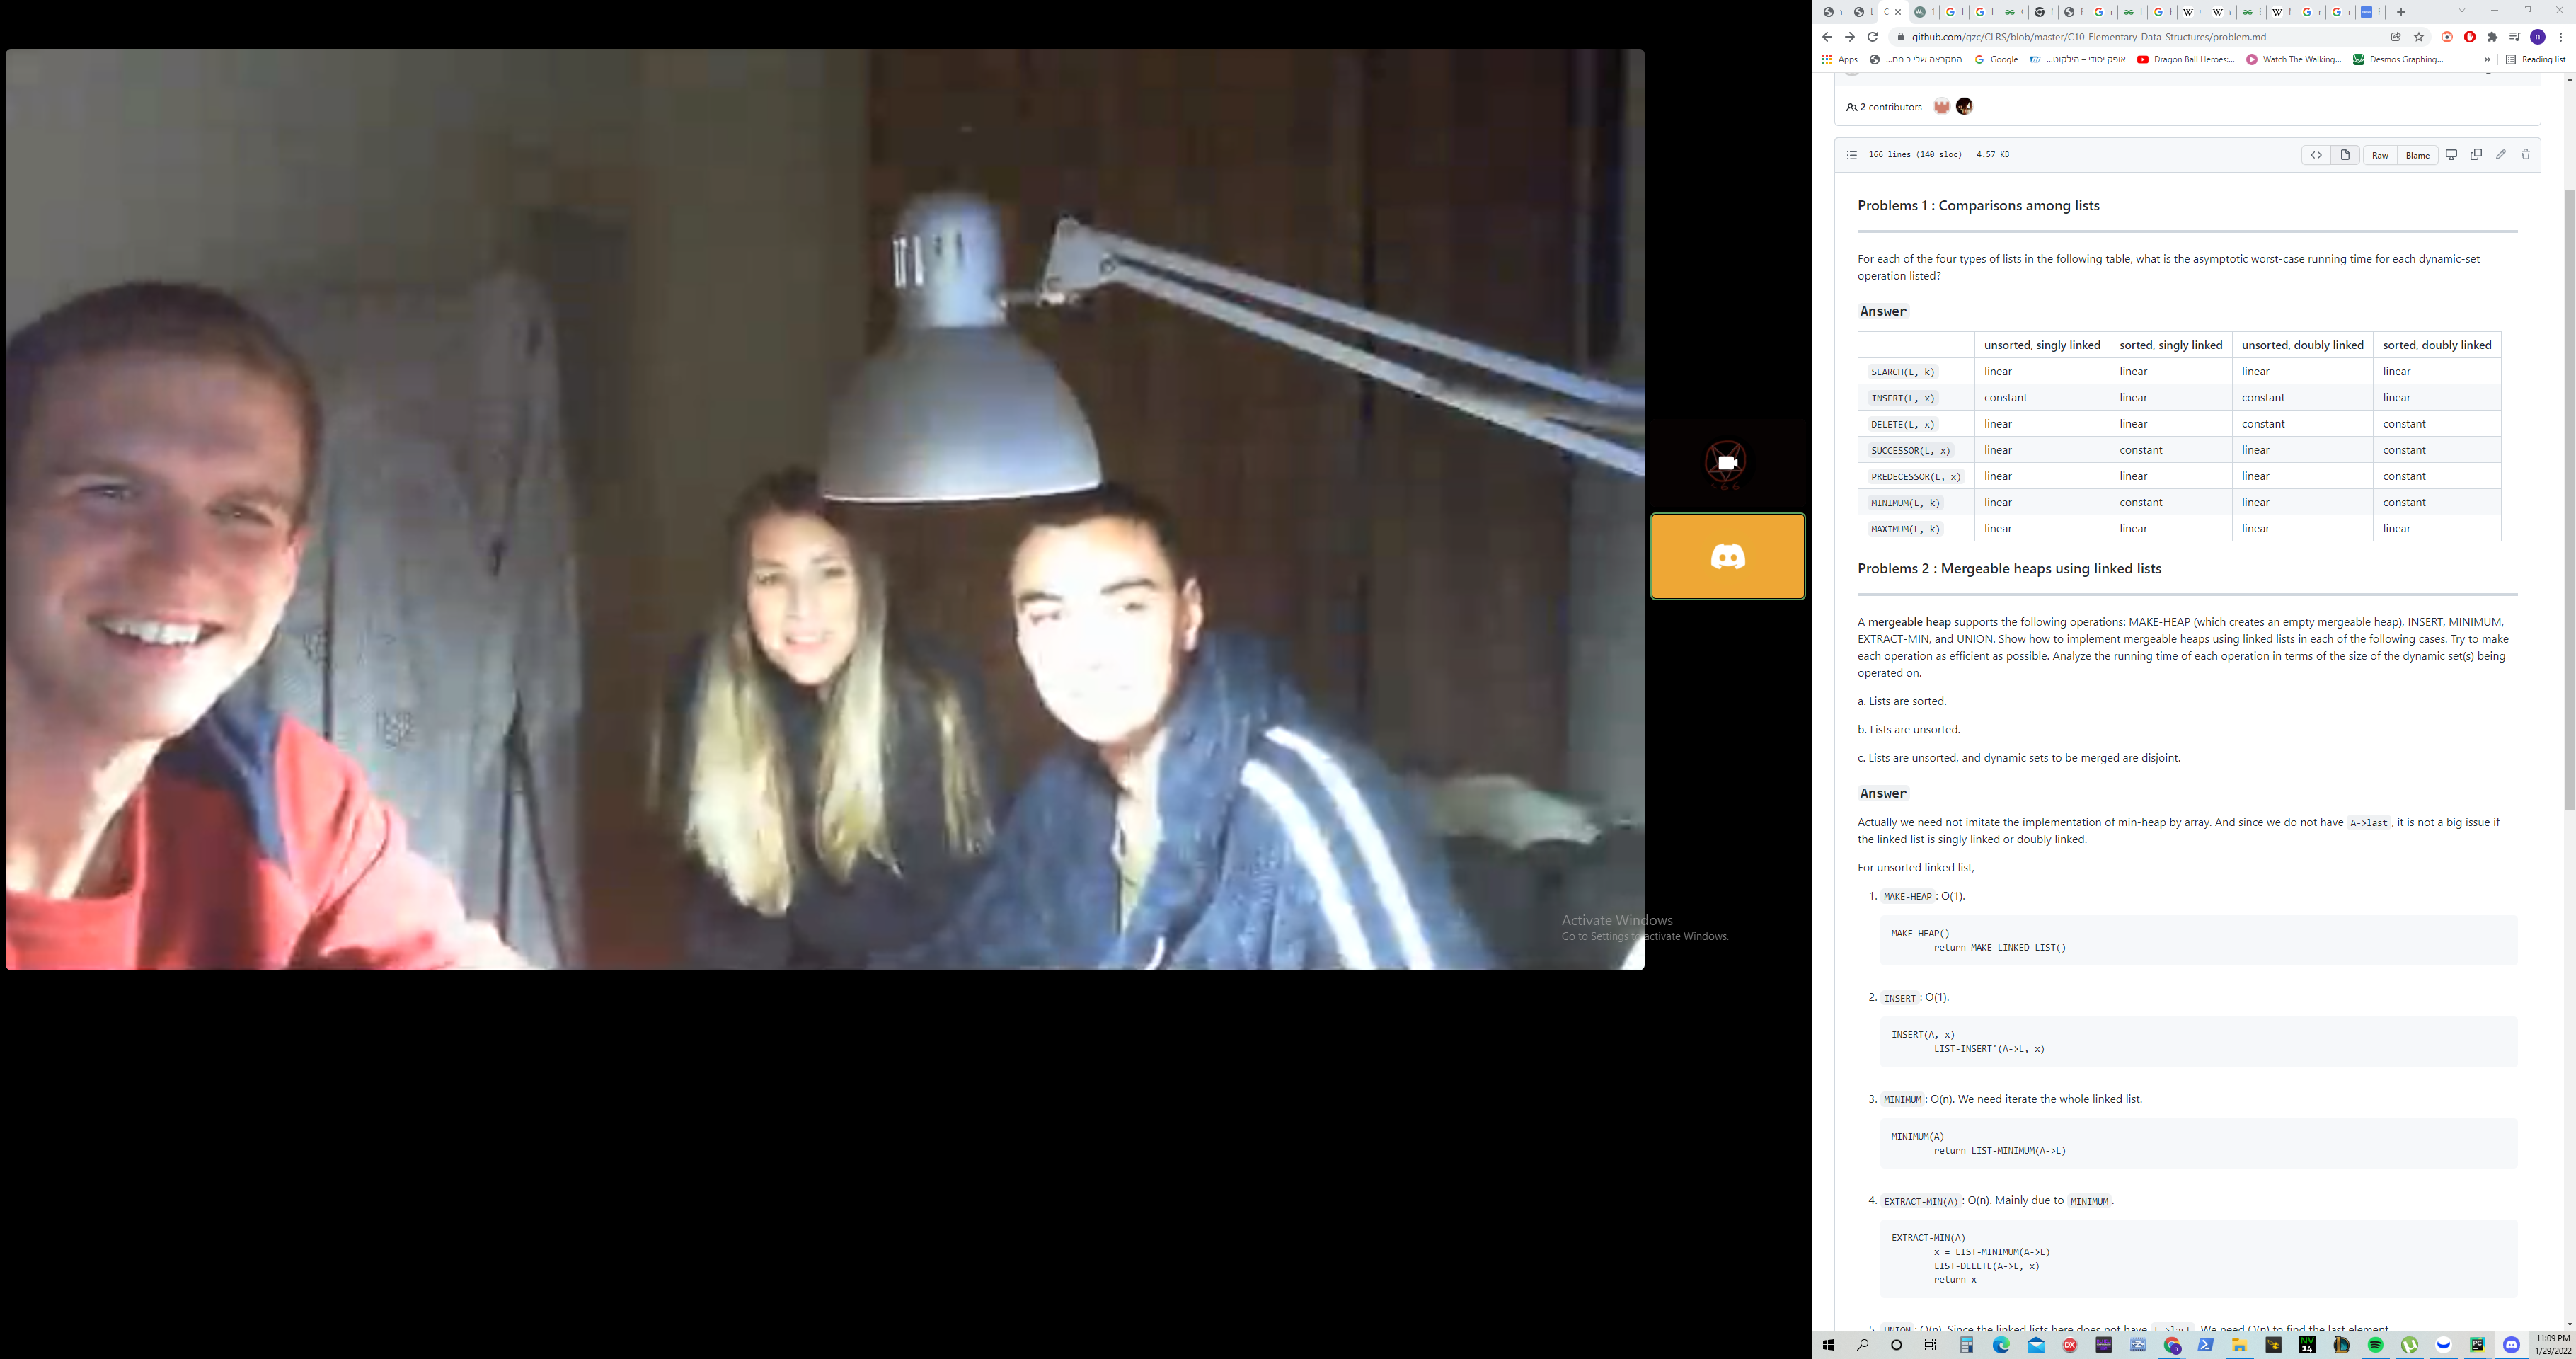 github.com/gzc/CLRS/blob/master/C10-Elementary-Data-Structures/problem.md
Apps
המקראה שלי ב ממ...
Google
אופק יסודי – הילקוט...
Dragon Ball Heroes:...
Watch The Walking...
Desmos Graphing...
»
Reading list
2 contributors
166 lines (140 sloc)
4.57 KB
Raw
Blame
Problems 1 : Comparisons among lists
For each of the four types of lists in the following table, what is the asymptotic worst-case running time for each dynamic-set
operation listed?
Answer
unsorted, singly linked sorted, singly linked unsorted, doubly linked sorted, doubly linked
SEARCH(L, k) linear linear linear linear
INSERT(L, x) constant linear constant linear
DELETE(L, x) linear linear constant constant
SUCCESSOR(L, x) linear constant linear constant
PREDECESSOR(L, x) linear linear linear constant
MINIMUM(L, k) linear constant linear constant
MAXIMUM(L, k) linear linear linear linear
Problems 2 : Mergeable heaps using linked lists
A mergeable heap supports the following operations: MAKE-HEAP (which creates an empty mergeable heap), INSERT, MINIMUM,
EXTRACT-MIN, and UNION. Show how to implement mergeable heaps using linked lists in each of the following cases. Try to make
each operation as efficient as possible. Analyze the running time of each operation in terms of the size of the dynamic set(s) being
operated on.
a. Lists are sorted.
b. Lists are unsorted.
c. Lists are unsorted, and dynamic sets to be merged are disjoint.
Answer
Actually we need not imitate the implementation of min-heap by array. And since we do not have A->last, it is not a big issue if
the linked list is singly linked or doubly linked.
For unsorted linked list,
1. MAKE-HEAP : O(1).
MAKE-HEAP()
return MAKE-LINKED-LIST()
2. INSERT : O(1).
INSERT(A, x)
LIST-INSERT'(A->L, x)
3. MINIMUM : O(n). We need iterate the whole linked list.
MINIMUM(A)
return LIST-MINIMUM(A->L)
4. EXTRACT-MIN(A) : O(n). Mainly due to MINIMUM.
EXTRACT-MIN(A)
x = LIST-MINIMUM(A->L)
LIST-DELETE(A->L, x)
return x
5. UNION : O(n). Since the linked lists here does not have L->last. We need O(n) to find the last element.
Activate Windows
Go to Settings to activate Windows.
11:09 PM
1/29/2022